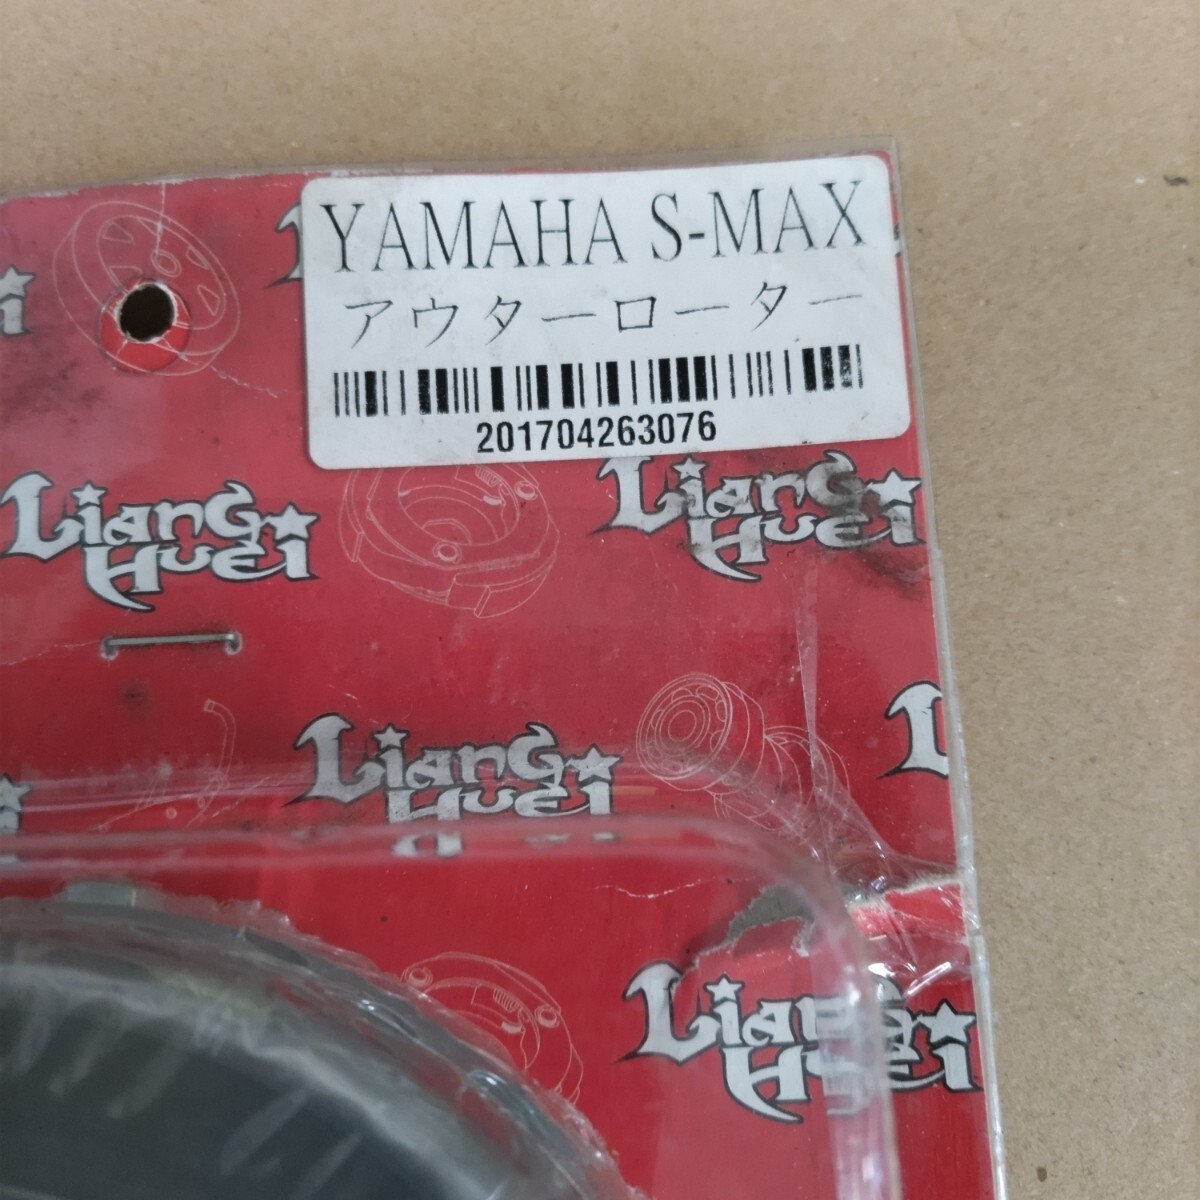 YAMAHA S-MAX
アウターローター
201704263076
Liang
Huei
Liang
Huei
Liang
Huei
L
Liang
Huei